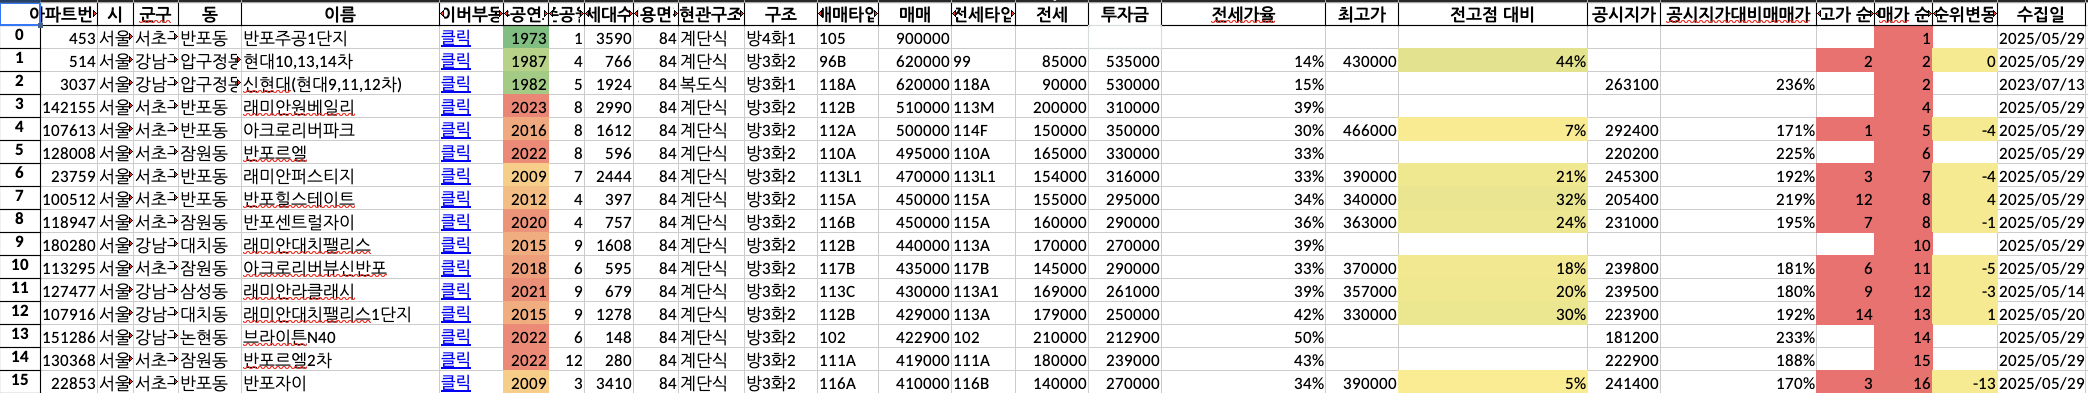 시 구구 동 이름 구조 매매 전세 투자금 전세가율 최고가 전고점 대비 공시지가 공시지가대비매매가 순위변동 수집일
0 453 서울 서초 반포동 반포주공1단지 클릭 1973 1 3590 84 계단식 방4화1 105 900000 1 2025/05/29
1 514 서울 강남 압구정동 현대10,13,14차 클릭 1987 4 766 84 계단식 방3화2 96B 620000 99 85000 535000 14% 430000 44% 2 2 0 2025/05/29
2 3037 서울 강남 압구정동 신현대(현대9,11,12차) 클릭 1982 5 1924 84 복도식 방3화1 118A 620000 118A 90000 530000 15% 263100 236% 2 2023/07/13
3 142155 서울 서초 반포동 래미안원베일리 클릭 2023 8 2990 84 계단식 방3화2 112B 510000 113M 200000 310000 39% 4 2025/05/29
4 107613 서울 서초 반포동 아크로리버파크 클릭 2016 8 1612 84 계단식 방3화2 112A 500000 114F 150000 350000 30% 466000 7% 292400 171% 1 5 -4 2025/05/29
5 128008 서울 서초 잠원동 반포르엘 클릭 2022 8 596 84 계단식 방3화2 110A 495000 110A 165000 330000 33% 220200 225% 6 2025/05/29
6 23759 서울 서초 반포동 래미안퍼스티지 클릭 2009 7 2444 84 계단식 방3화2 113L1 470000 113L1 154000 316000 33% 390000 21% 245300 192% 3 7 -4 2025/05/29
7 100512 서울 서초 반포동 반포힐스테이트 클릭 2012 4 397 84 계단식 방3화2 115A 450000 115A 155000 295000 34% 340000 32% 205400 219% 12 8 4 2025/05/29
8 118947 서울 서초 잠원동 반포센트럴자이 클릭 2020 4 757 84 계단식 방3화2 116B 450000 115A 160000 290000 36% 363000 24% 231000 195% 7 8 -1 2025/05/29
9 180280 서울 강남 대치동 래미안대치팰리스 클릭 2015 9 1608 84 계단식 방3화2 112B 440000 113A 170000 270000 39% 10 2025/05/29
10 113295 서울 서초 잠원동 아크로리버뷰신반포 클릭 2018 6 595 84 계단식 방3화2 117B 435000 117B 145000 290000 33% 370000 18% 239800 181% 6 11 -5 2025/05/29
11 127477 서울 강남 삼성동 래미안라클래시 클릭 2021 9 679 84 계단식 방3화2 113C 430000 113A1 169000 261000 39% 357000 20% 239500 180% 9 12 -3 2025/05/14
12 107916 서울 강남 대치동 래미안대치팰리스1단지 클릭 2015 9 1278 84 계단식 방3화2 112B 429000 113A 179000 250000 42% 330000 30% 223900 192% 14 13 1 2025/05/20
13 151286 서울 강남 논현동 브라이튼N40 클릭 2022 6 148 84 계단식 방3화2 102 422900 102 210000 212900 50% 181200 233% 14 2025/05/29
14 130368 서울 서초 잠원동 반포르엘2차 클릭 2022 12 280 84 계단식 방3화2 111A 419000 111A 180000 239000 43% 222900 188% 15 2025/05/29
15 22853 서울 서초 반포동 반포자이 클릭 2009 3 3410 84 계단식 방3화2 116A 410000 116B 140000 270000 34% 390000 5% 241400 170% 3 16 -13 2025/05/29